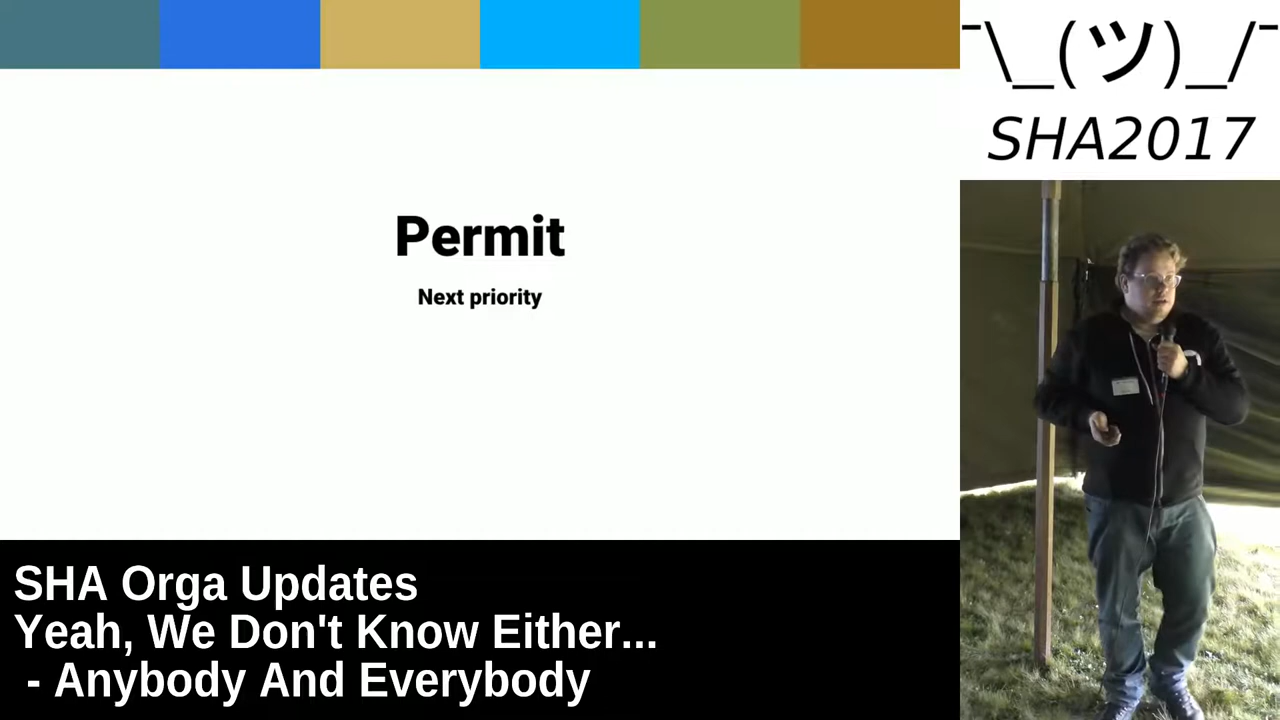 Permit
Next priority
¯\_(ツ)_/¯
SHA2017
SHA Orga Updates
Yeah, We Don't Know Either...
- Anybody And Everybody